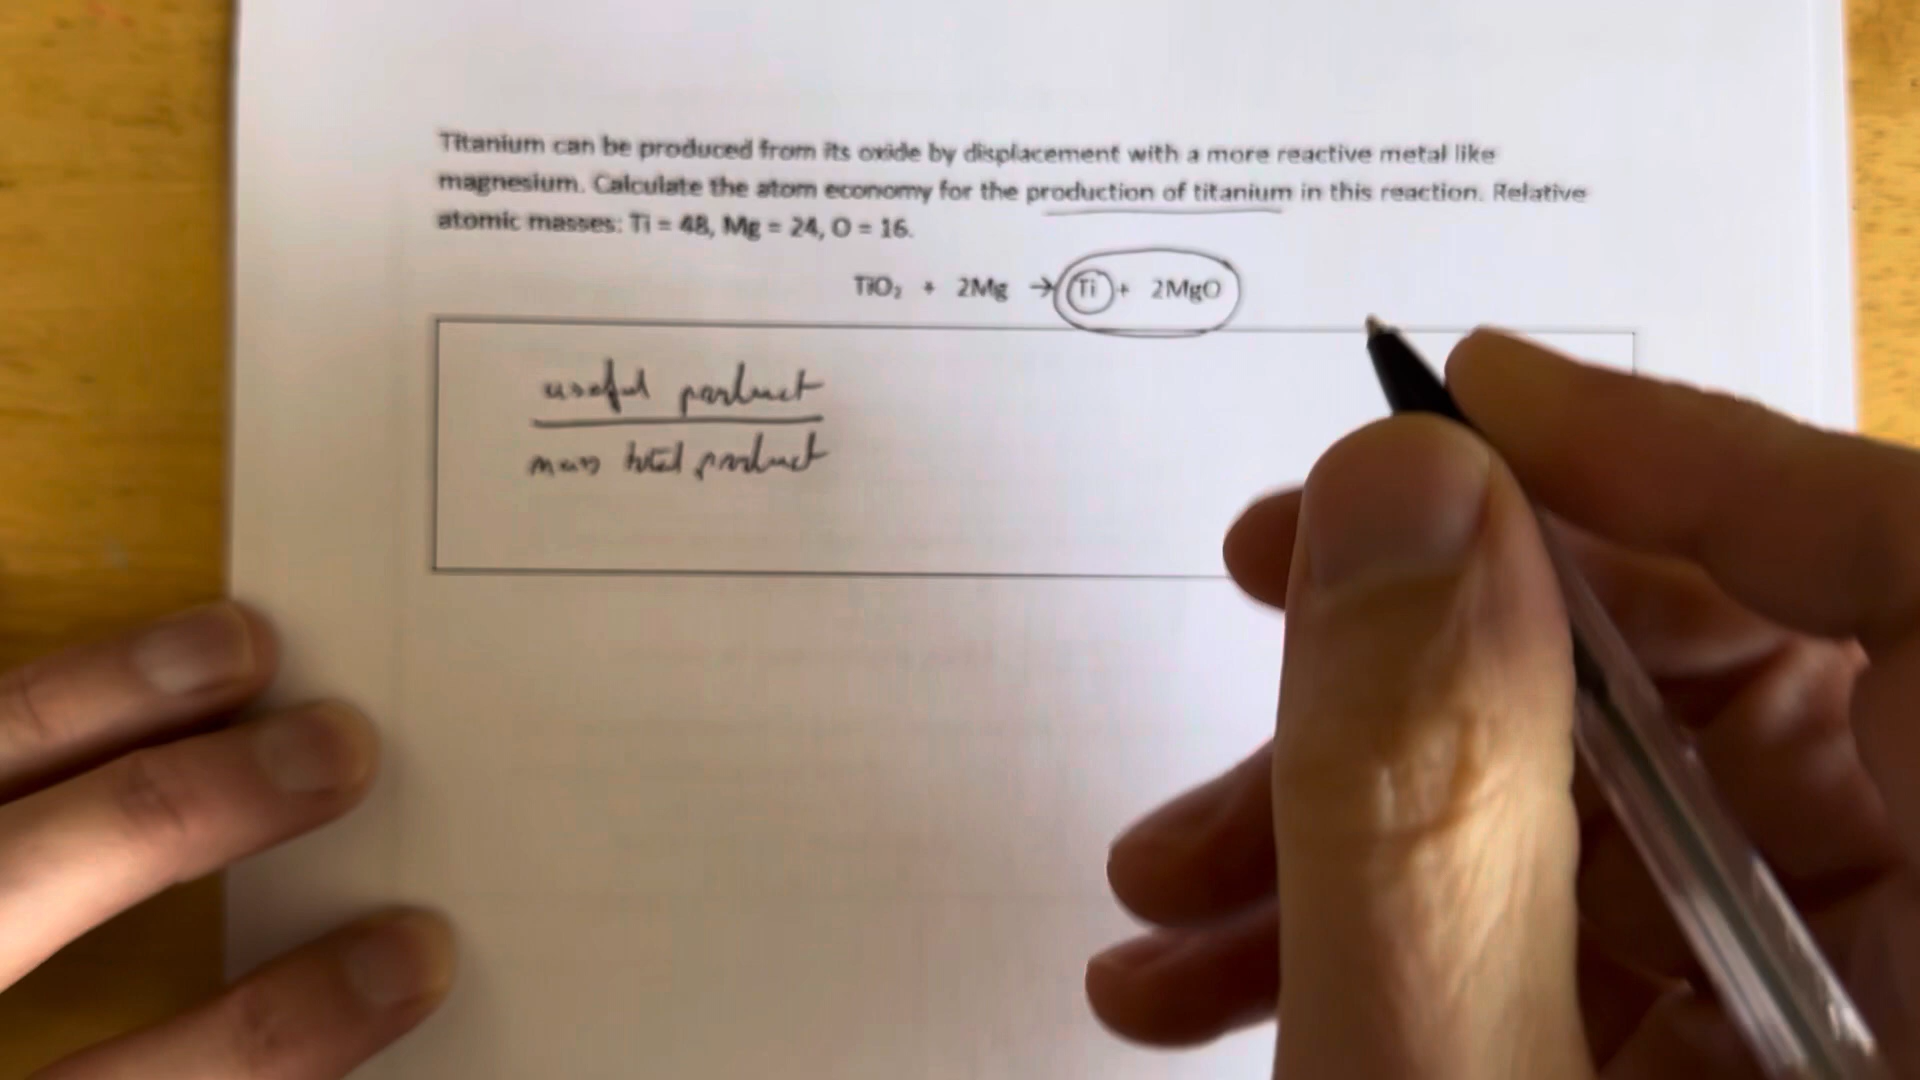 Titanium can be produced from its oxide by displacement with a more reactive metal like
magnesium. Calculate the atom economy for the production of titanium in this reaction. Relative
atomic masses: Ti = 48, Mg = 24, O = 16.
TiO₂ + 2Mg → Ti + 2MgO
useful product
mass total product